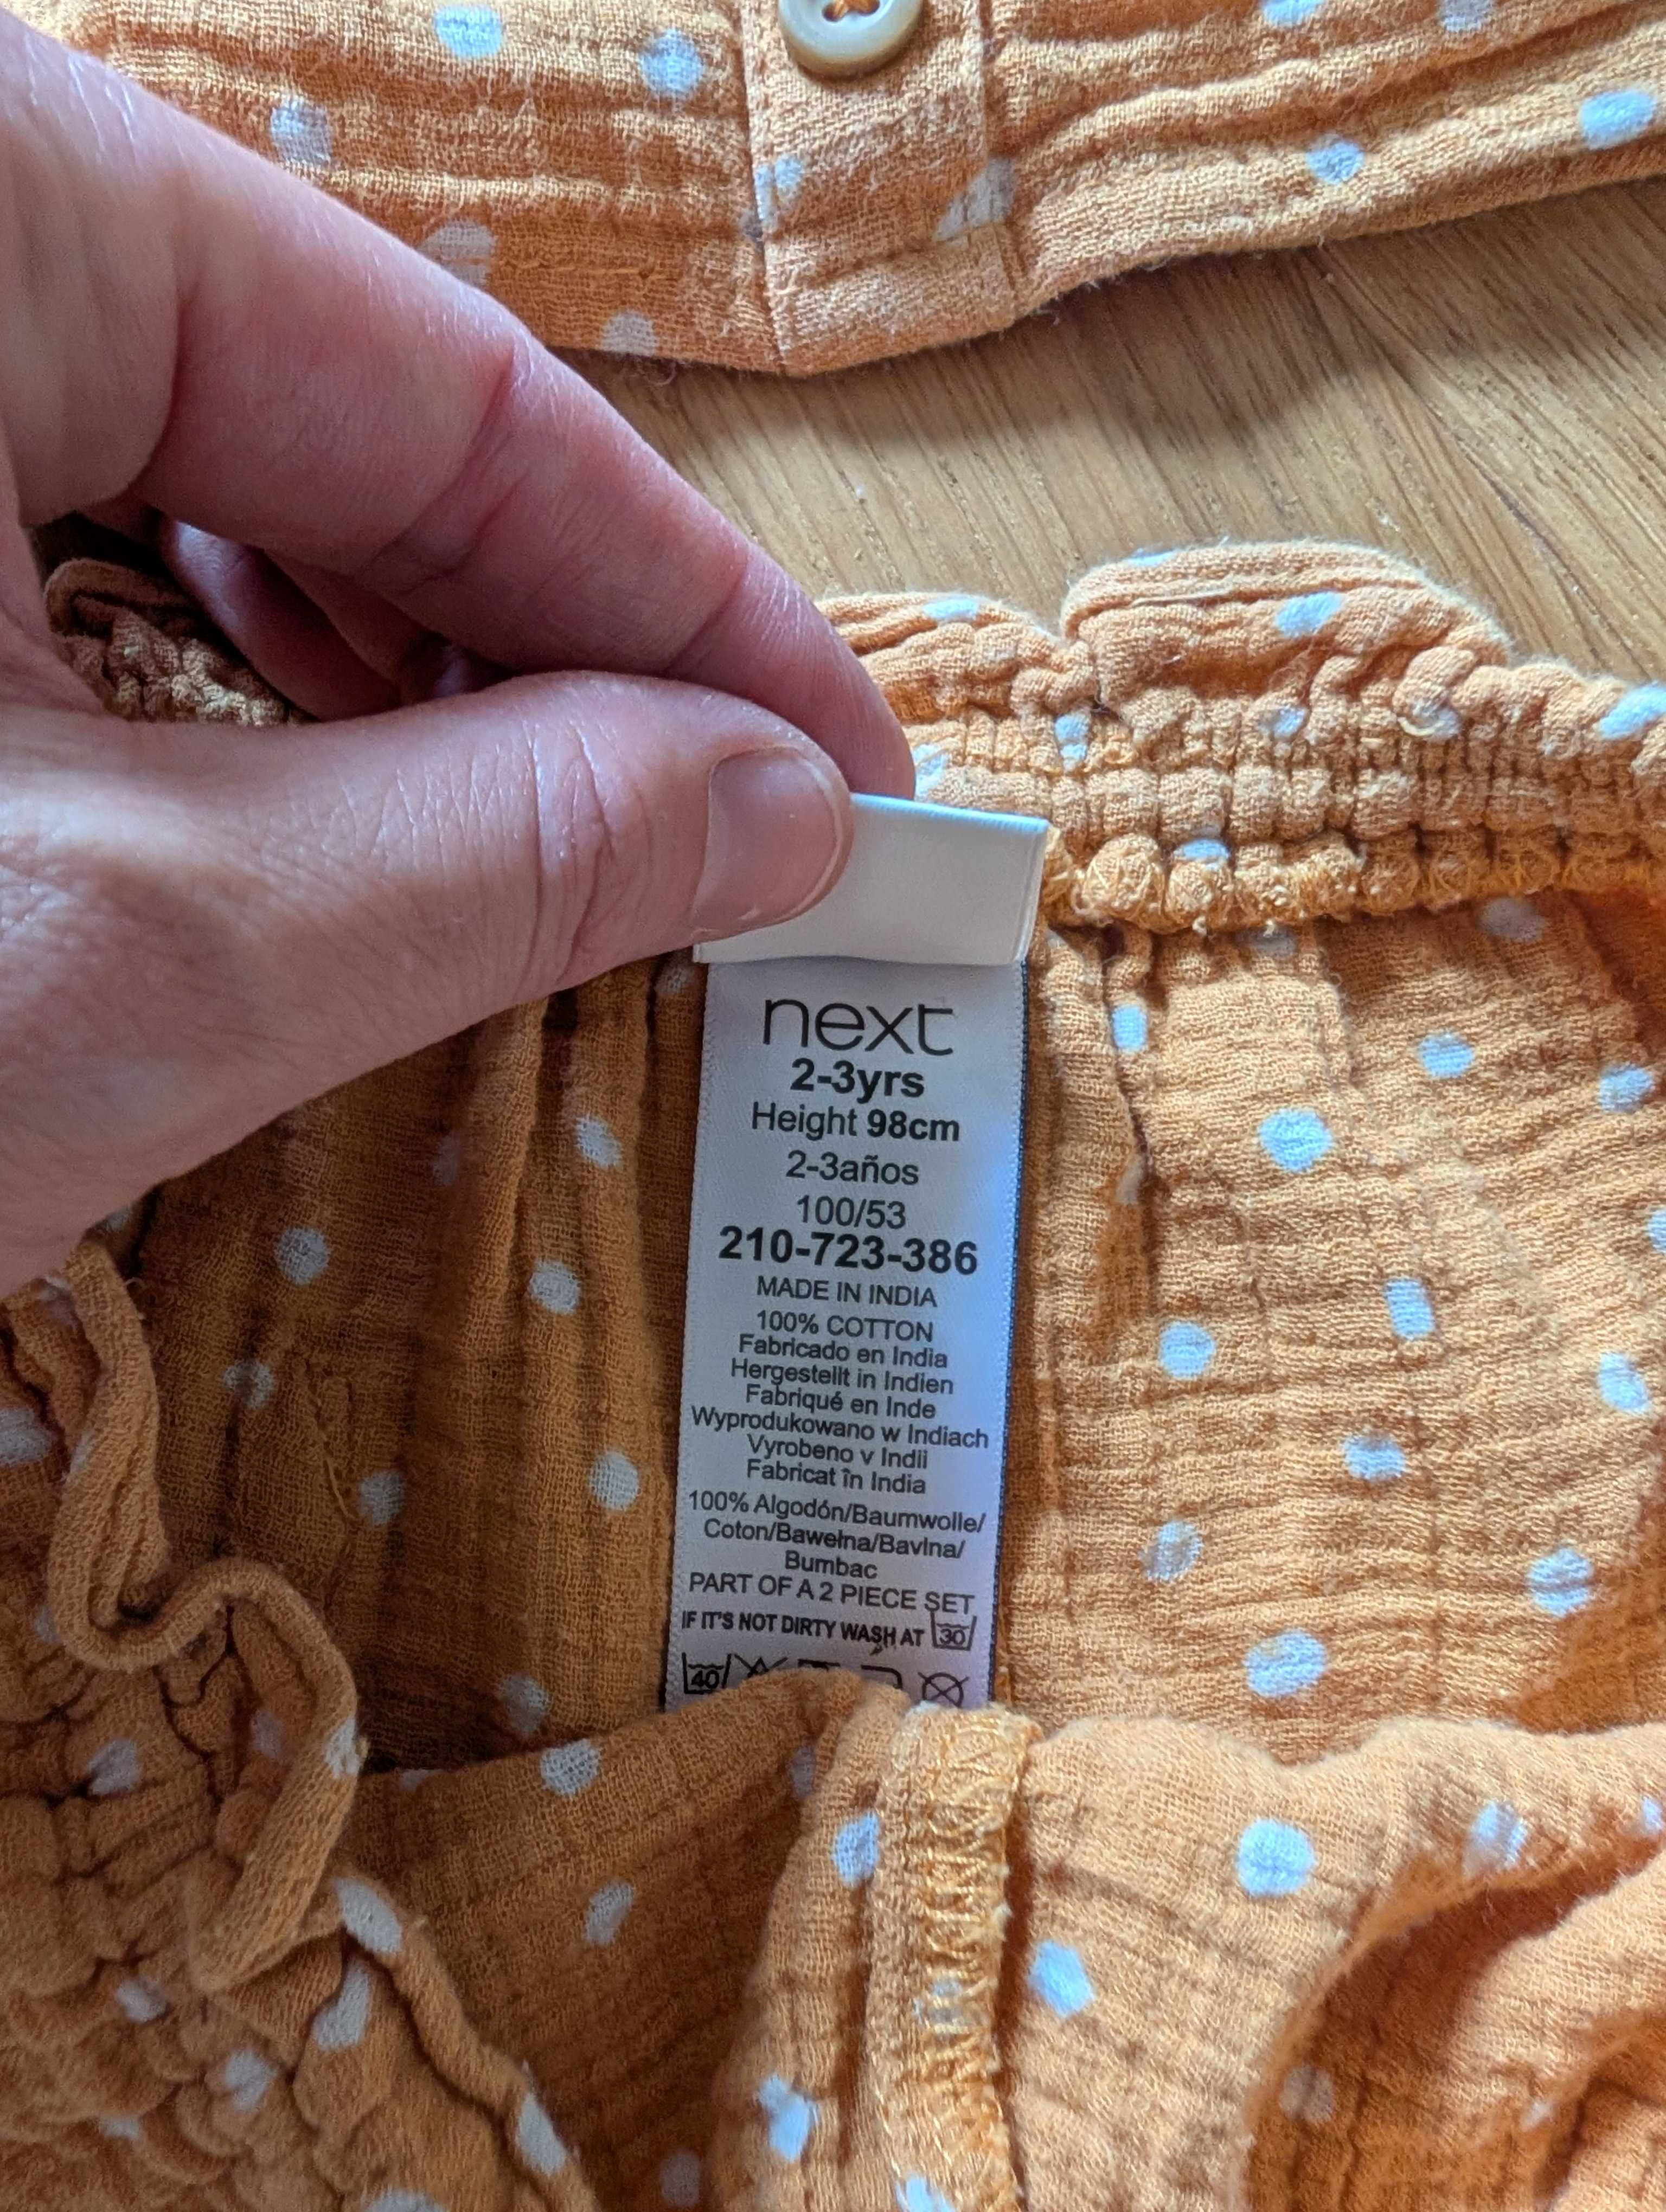 next
2-3yrs
Height 98cm
2-3años
100/53
210-723-386
MADE IN INDIA
100% COTTON
Fabricado en India
Hergestellt in Indien
Fabriqué en Inde
Wyprodukowano w Indiach
Vyrobeno v Indii
Fabricat în India
100% Algodón/Baumwolle/
Coton/Bawełna/Bavlna/
Bumbac
PART OF A 2 PIECE SET
IF IT'S NOT DIRTY WASH AT 30
40